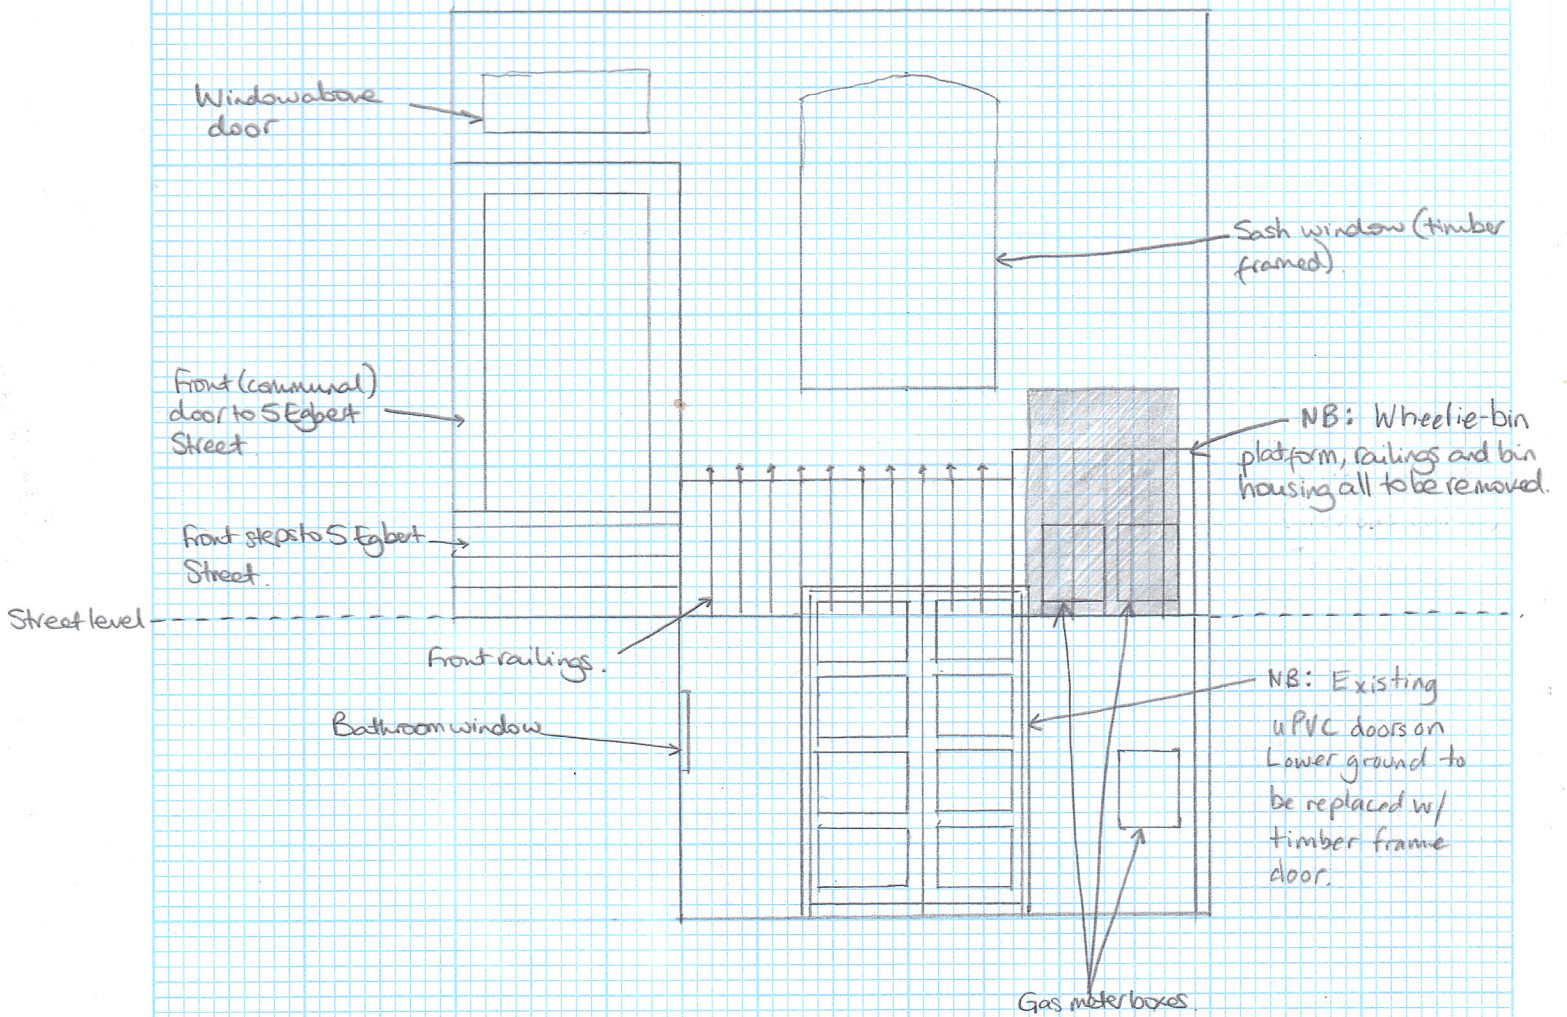 Window above
door
Sash window (timber
framed).
Front (communal)
door to 5 Egbert
Street.
NB: Wheelie-bin
platform, railings and bin
housing all to be removed.
Front steps to 5 Egbert
Street.
Street level
Front railings.
Bathroom window
NB: Existing
uPVC doors on
Lower ground to
be replaced w/
timber frame
door.
Gas meter boxes.